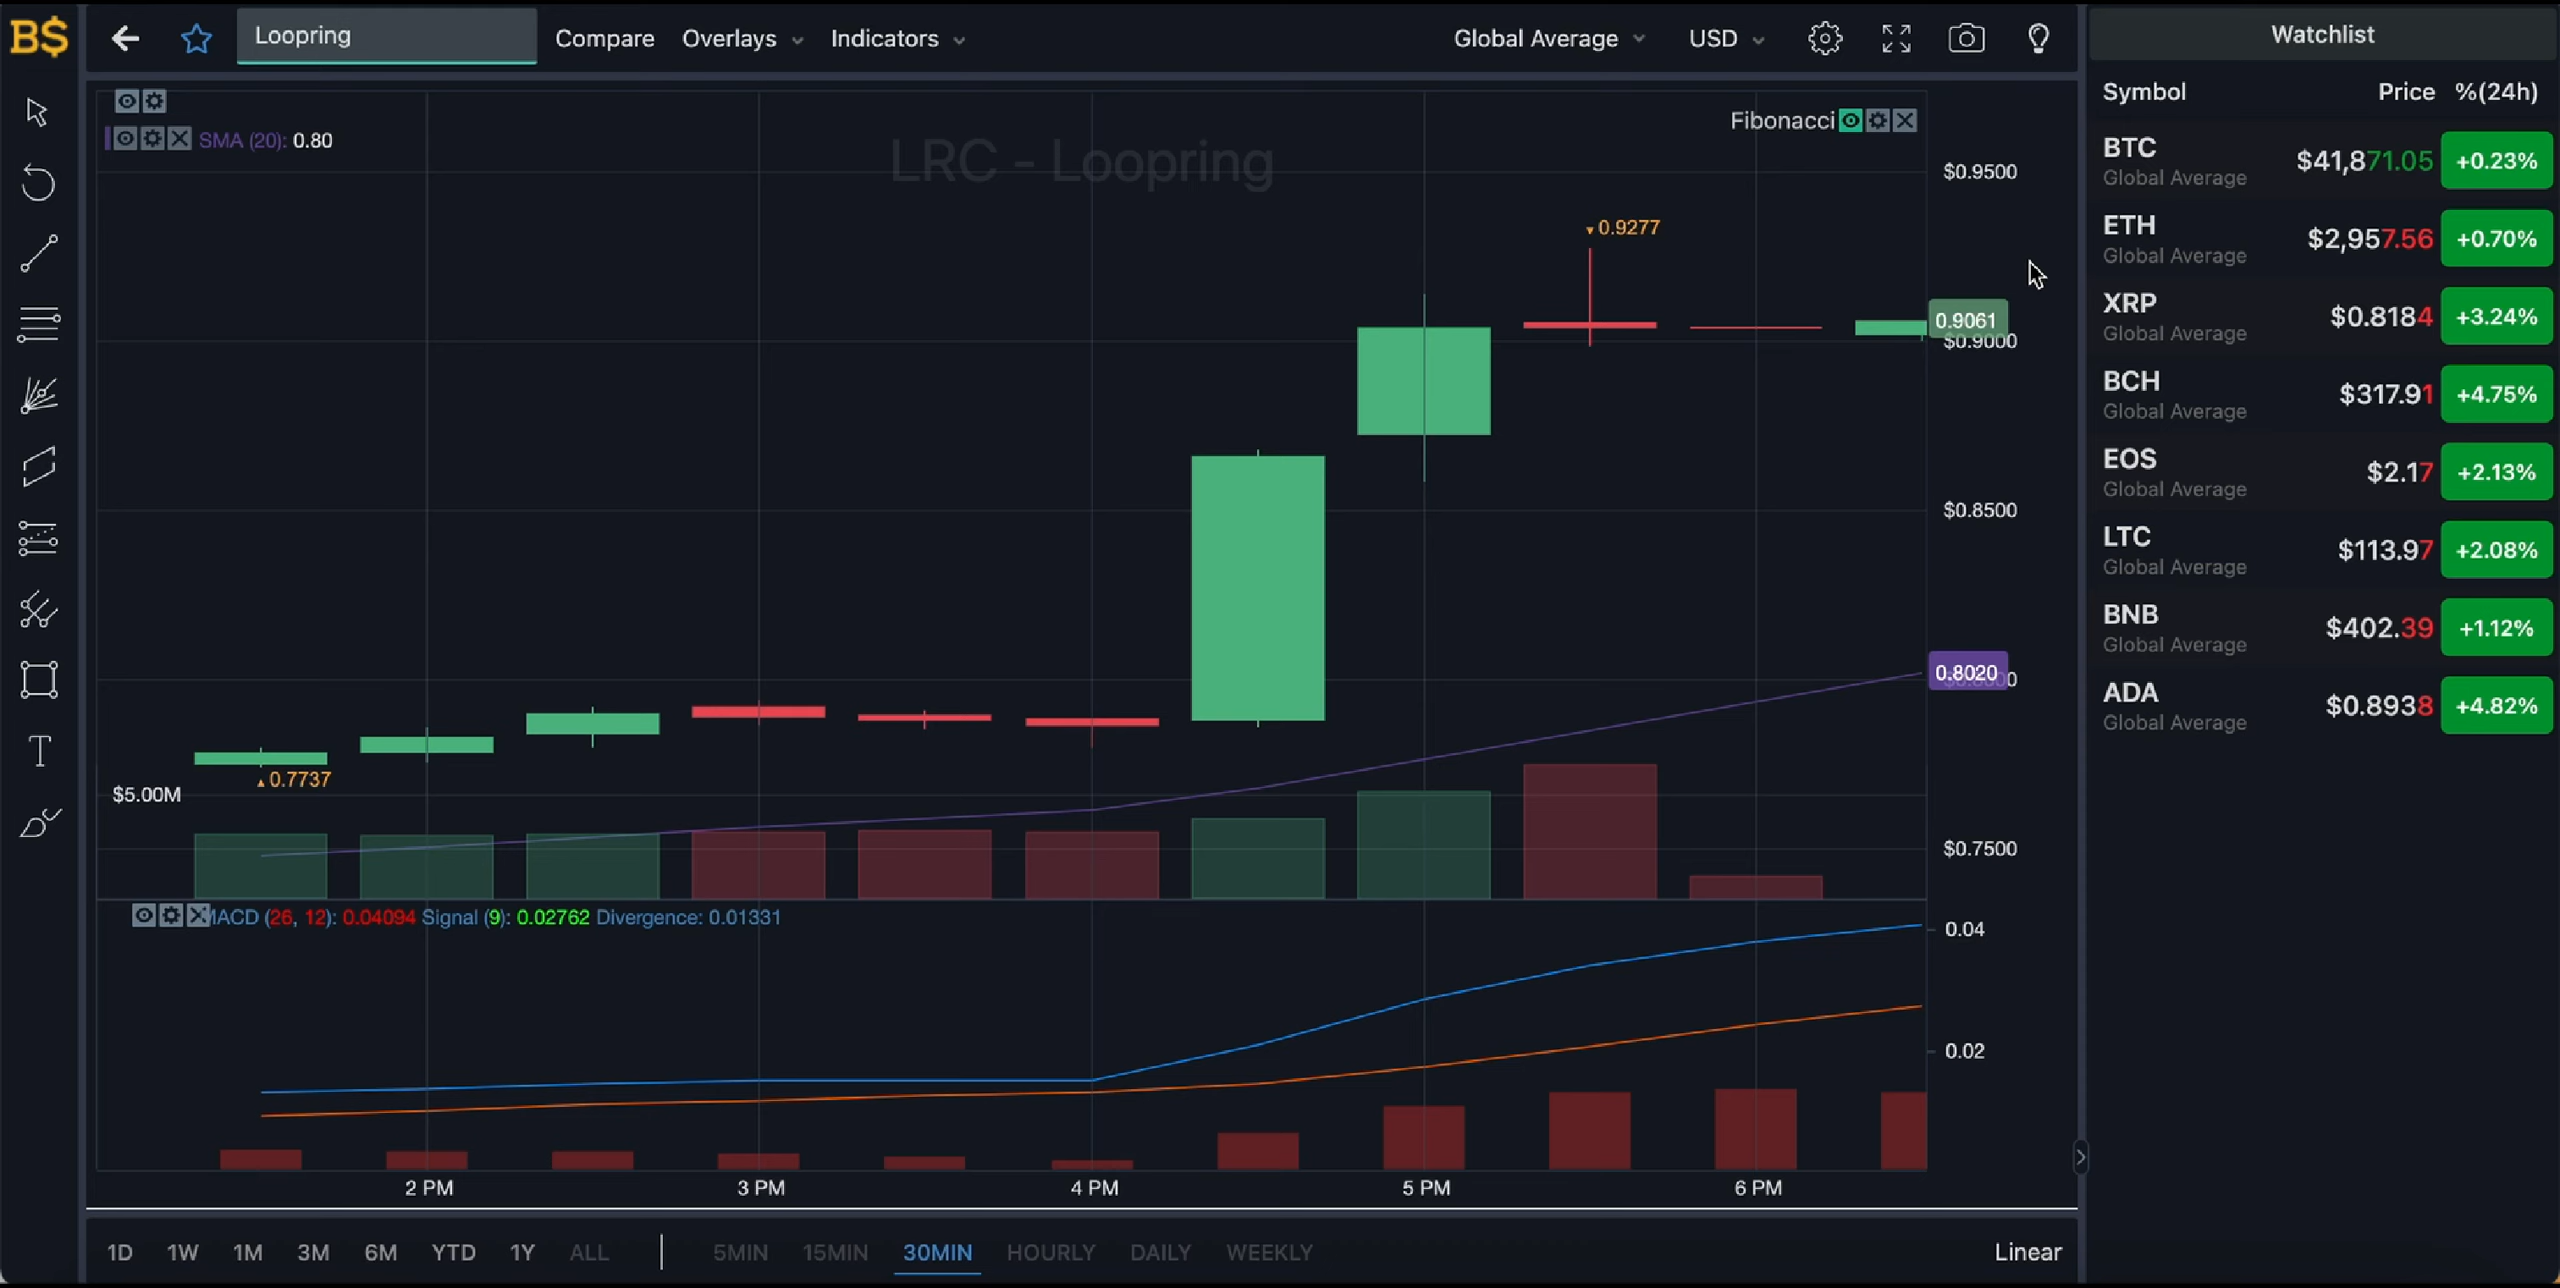 B$
Loopring
Compare Overlays Indicators
Global Average USD
Watchlist
Symbol Price %(24h)
SMA (20): 0.80
Fibonacci
LRC - Loopring
$0.9500
0.9277
0.9061
$0.9000
$0.8500
0.8020
0.7737
$5.00M
$0.7500
MACD (26, 12): 0.04094 Signal (9): 0.02762 Divergence: 0.01331
0.04
0.02
2 PM 3 PM 4 PM 5 PM 6 PM
1D 1W 1M 3M 6M YTD 1Y ALL 5MIN 15MIN 30MIN HOURLY DAILY WEEKLY Linear
BTC $41,871.05 +0.23%
Global Average
ETH $2,957.56 +0.70%
Global Average
XRP $0.8184 +3.24%
Global Average
BCH $317.91 +4.75%
Global Average
EOS $2.17 +2.13%
Global Average
LTC $113.97 +2.08%
Global Average
BNB $402.39 +1.12%
Global Average
ADA $0.8938 +4.82%
Global Average